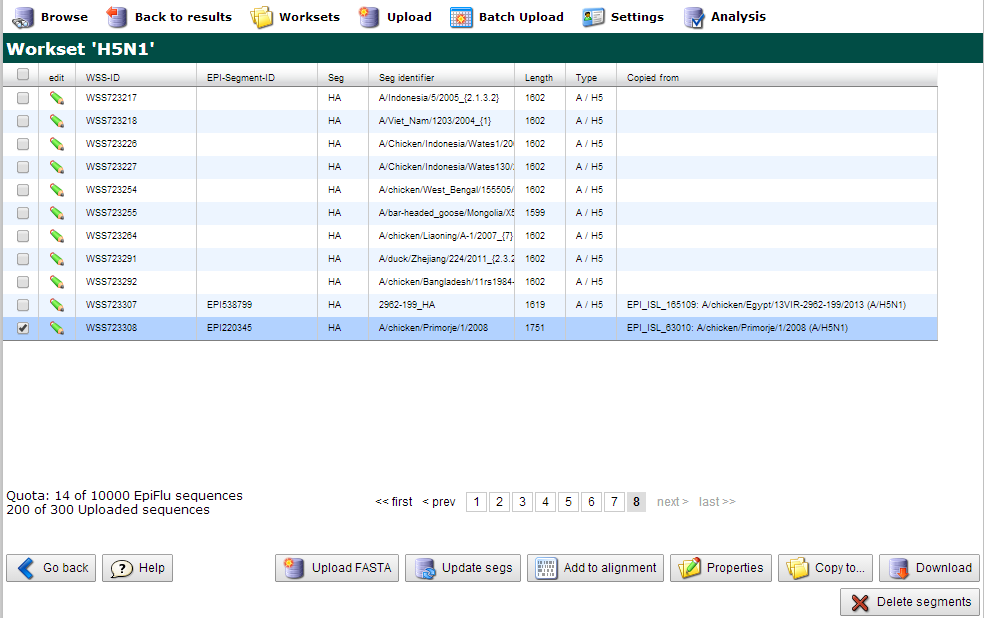 Browse Back to results Worksets Upload Batch Upload Settings Analysis
Workset 'H5N1'
edit WSS-ID EPI-Segment-ID Seg Seg identifier Length Type Copied from
WSS723217 HA A/Indonesia/5/2005_{2.1.3.2} 1602 A / H5
WSS723218 HA A/Viet_Nam/1203/2004_{1} 1602 A / H5
WSS723226 HA A/Chicken/Indonesia/Wates1/20 1602 A / H5
WSS723227 HA A/Chicken/Indonesia/Wates130/ 1602 A / H5
WSS723254 HA A/chicken/West_Bengal/155505/ 1602 A / H5
WSS723255 HA A/bar-headed_goose/Mongolia/X5 1599 A / H5
WSS723264 HA A/chicken/Liaoning/A-1/2007_{7} 1602 A / H5
WSS723291 HA A/duck/Zhejiang/224/2011_{2.3.2 1602 A / H5
WSS723292 HA A/chicken/Bangladesh/11rs1984- 1602 A / H5
WSS723307 EPI538799 HA 2962-199_HA 1619 A / H5 EPI_ISL_165109: A/chicken/Egypt/13VIR-2962-199/2013 (A/H5N1)
WSS723308 EPI220345 HA A/chicken/Primorje/1/2008 1751 EPI_ISL_63010: A/chicken/Primorje/1/2008 (A/H5N1)
Quota: 14 of 10000 EpiFlu sequences
200 of 300 Uploaded sequences
<< first < prev 1 2 3 4 5 6 7 8 next > last >>
Go back Help Upload FASTA Update segs Add to alignment Properties Copy to... Download
Delete segments